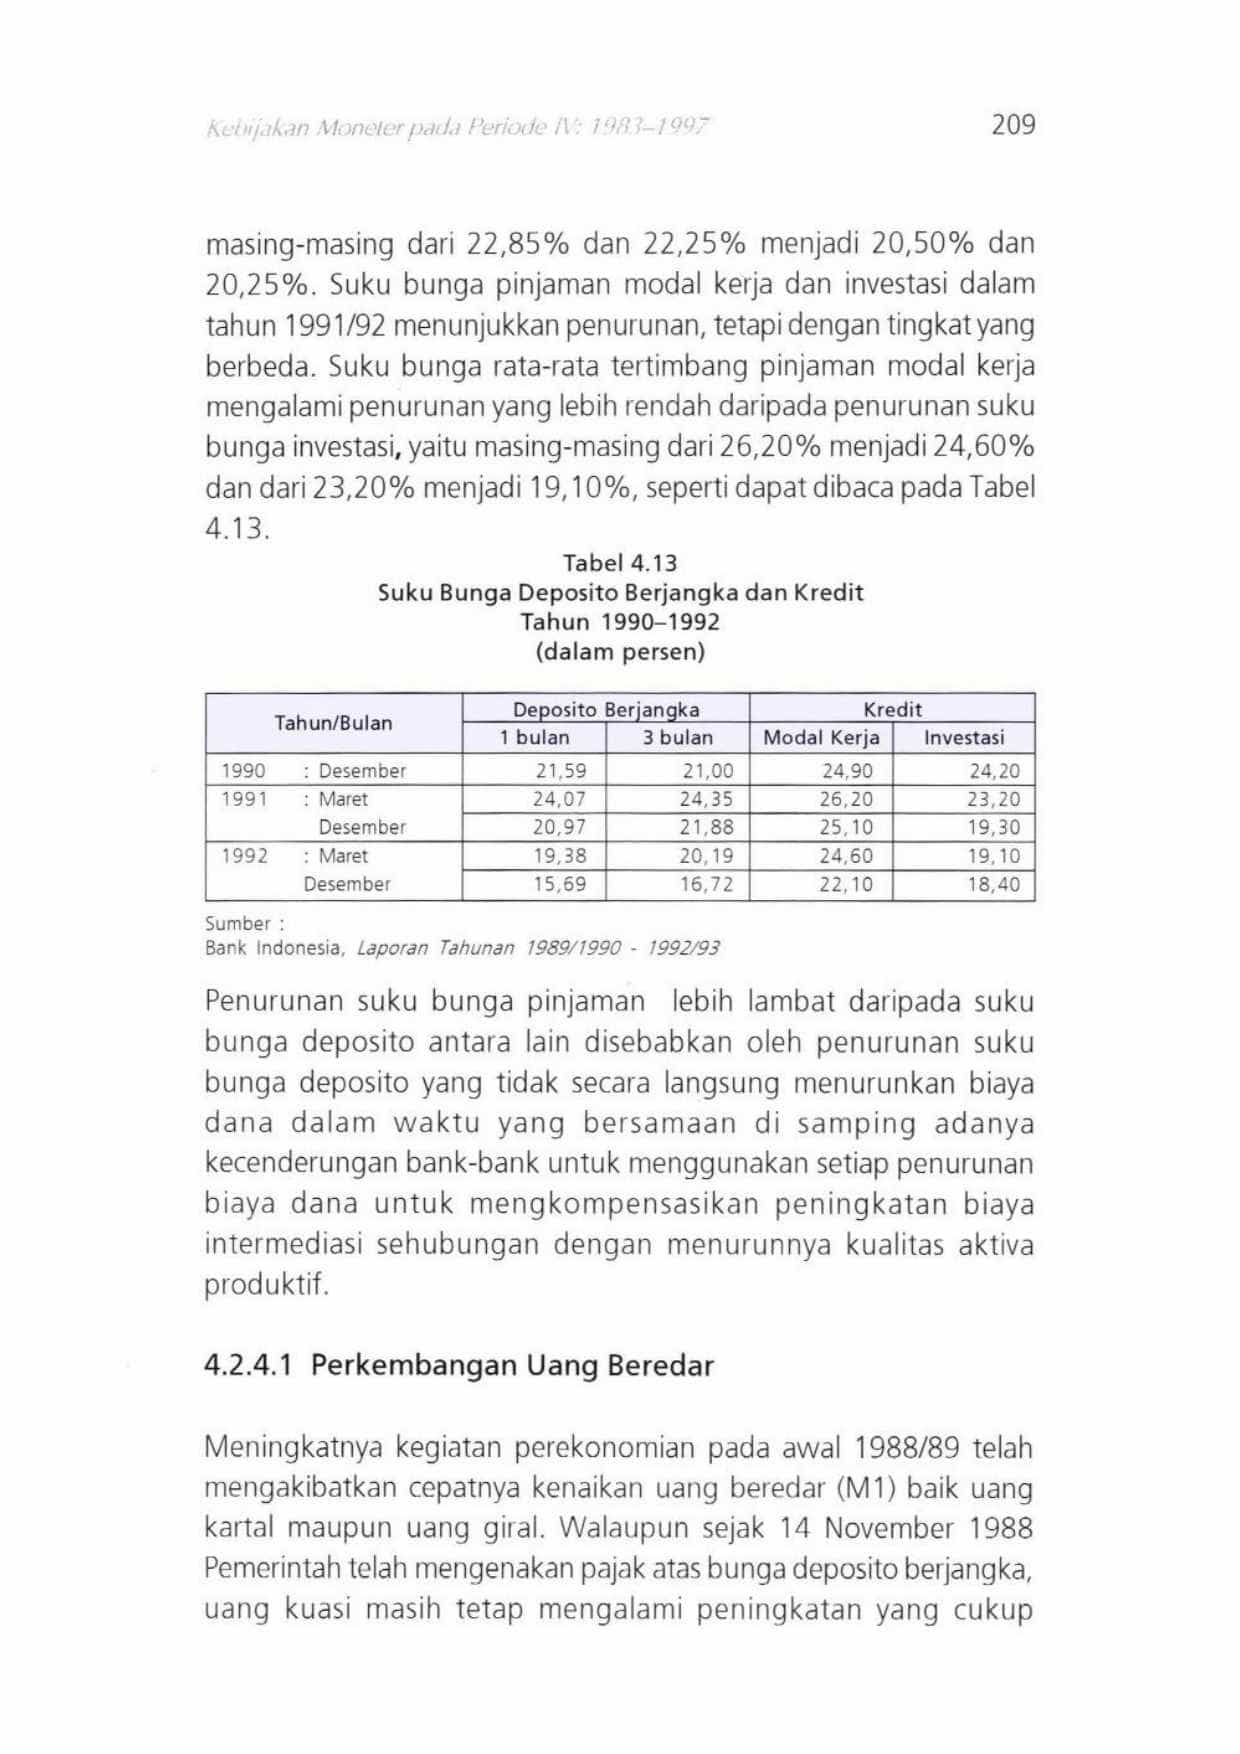 Kebijakan Moneter pada Periode IV: 1983–1997 209
masing-masing dari 22,85% dan 22,25% menjadi 20,50% dan
20,25%. Suku bunga pinjaman modal kerja dan investasi dalam
tahun 1991/92 menunjukkan penurunan, tetapi dengan tingkat yang
berbeda. Suku bunga rata-rata tertimbang pinjaman modal kerja
mengalami penurunan yang lebih rendah daripada penurunan suku
bunga investasi, yaitu masing-masing dari 26,20% menjadi 24,60%
dan dari 23,20% menjadi 19,10%, seperti dapat dibaca pada Tabel
4.13.
Tabel 4.13
Suku Bunga Deposito Berjangka dan Kredit
Tahun 1990–1992
(dalam persen)
Tahun/Bulan Deposito Berjangka Kredit
1 bulan 3 bulan Modal Kerja Investasi
1990 : Desember 21,59 21,00 24,90 24,20
1991 : Maret 24,07 24,35 26,20 23,20
Desember 20,97 21,88 25,10 19,30
1992 : Maret 19,38 20,19 24,60 19,10
Desember 15,69 16,72 22,10 18,40
Sumber :
Bank Indonesia, Laporan Tahunan 1989/1990 - 1992/93
Penurunan suku bunga pinjaman lebih lambat daripada suku
bunga deposito antara lain disebabkan oleh penurunan suku
bunga deposito yang tidak secara langsung menurunkan biaya
dana dalam waktu yang bersamaan di samping adanya
kecenderungan bank-bank untuk menggunakan setiap penurunan
biaya dana untuk mengkompensasikan peningkatan biaya
intermediasi sehubungan dengan menurunnya kualitas aktiva
produktif.
4.2.4.1 Perkembangan Uang Beredar
Meningkatnya kegiatan perekonomian pada awal 1988/89 telah
mengakibatkan cepatnya kenaikan uang beredar (M1) baik uang
kartal maupun uang giral. Walaupun sejak 14 November 1988
Pemerintah telah mengenakan pajak atas bunga deposito berjangka,
uang kuasi masih tetap mengalami peningkatan yang cukup